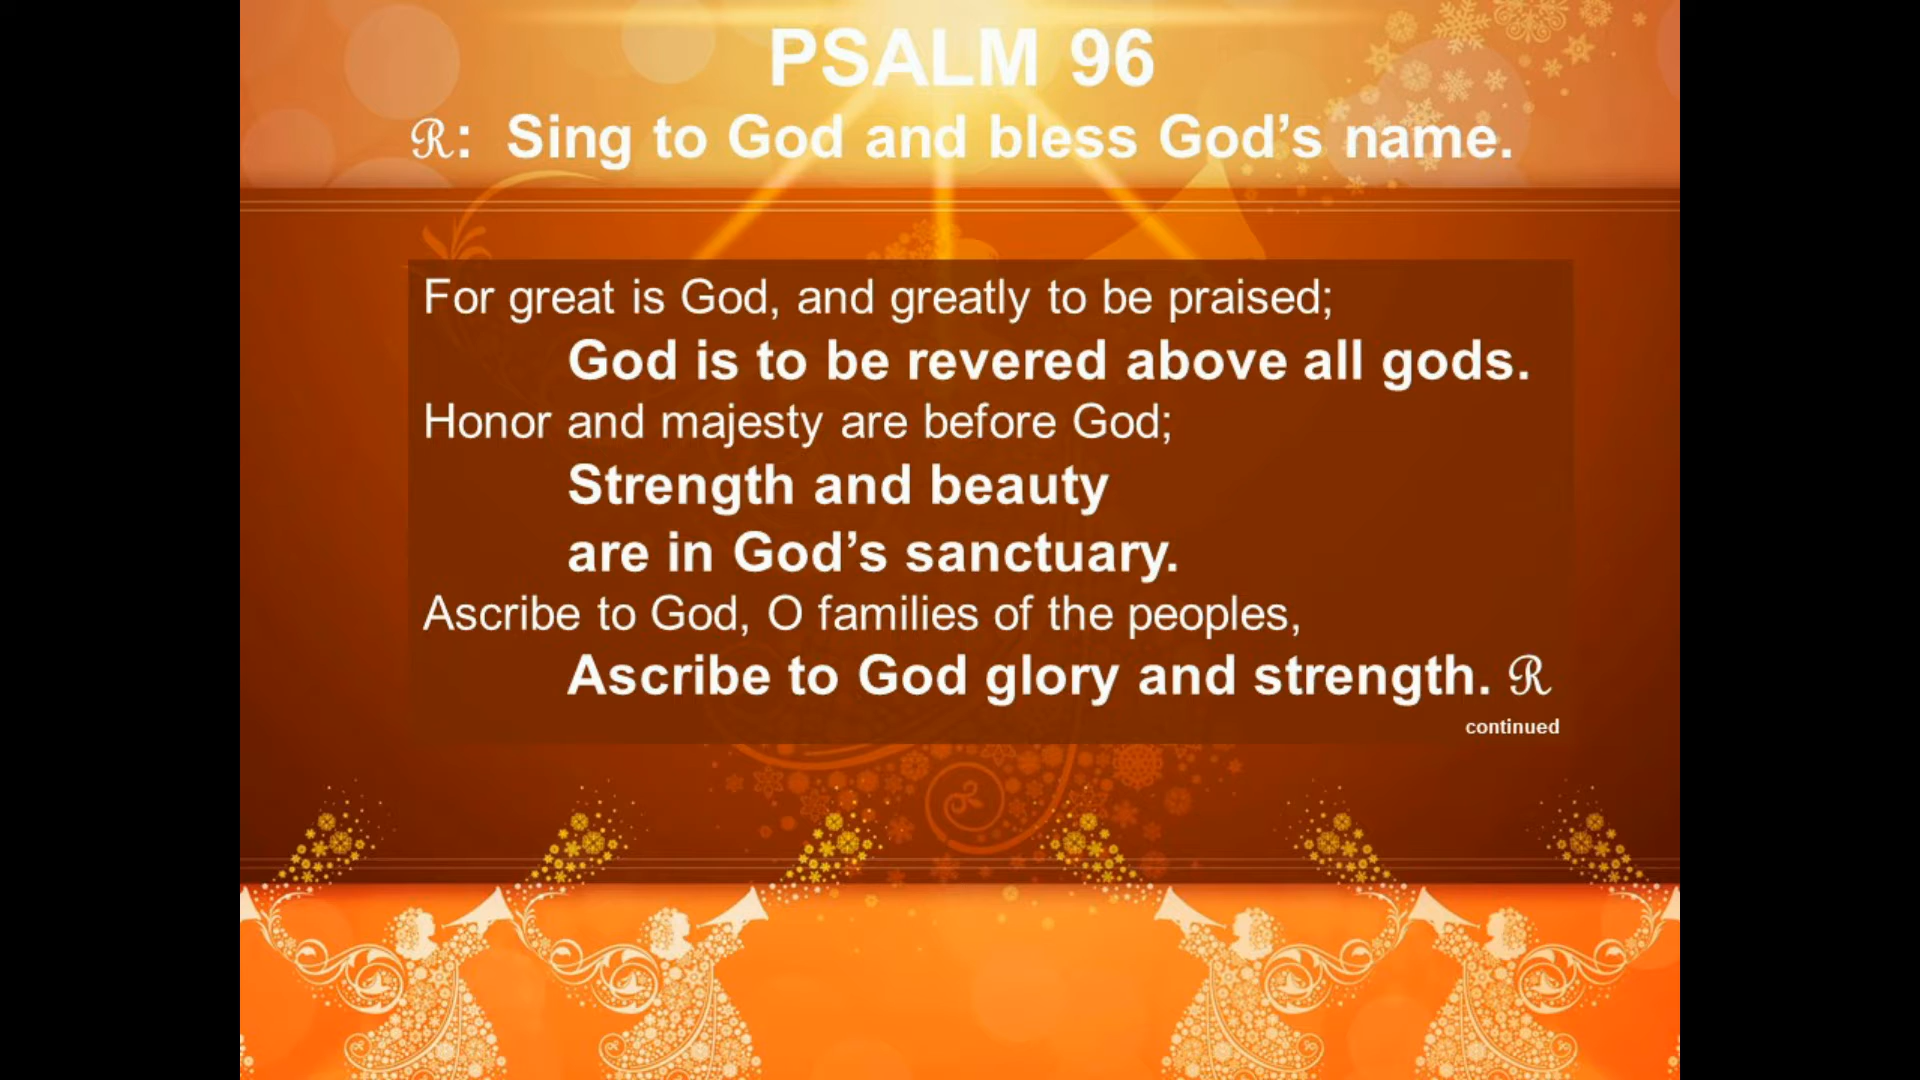 PSALM 96
ℛ: Sing to God and bless God’s name.
For great is God, and greatly to be praised;
God is to be revered above all gods.
Honor and majesty are before God;
Strength and beauty
are in God’s sanctuary.
Ascribe to God, O families of the peoples,
Ascribe to God glory and strength. ℛ
continued